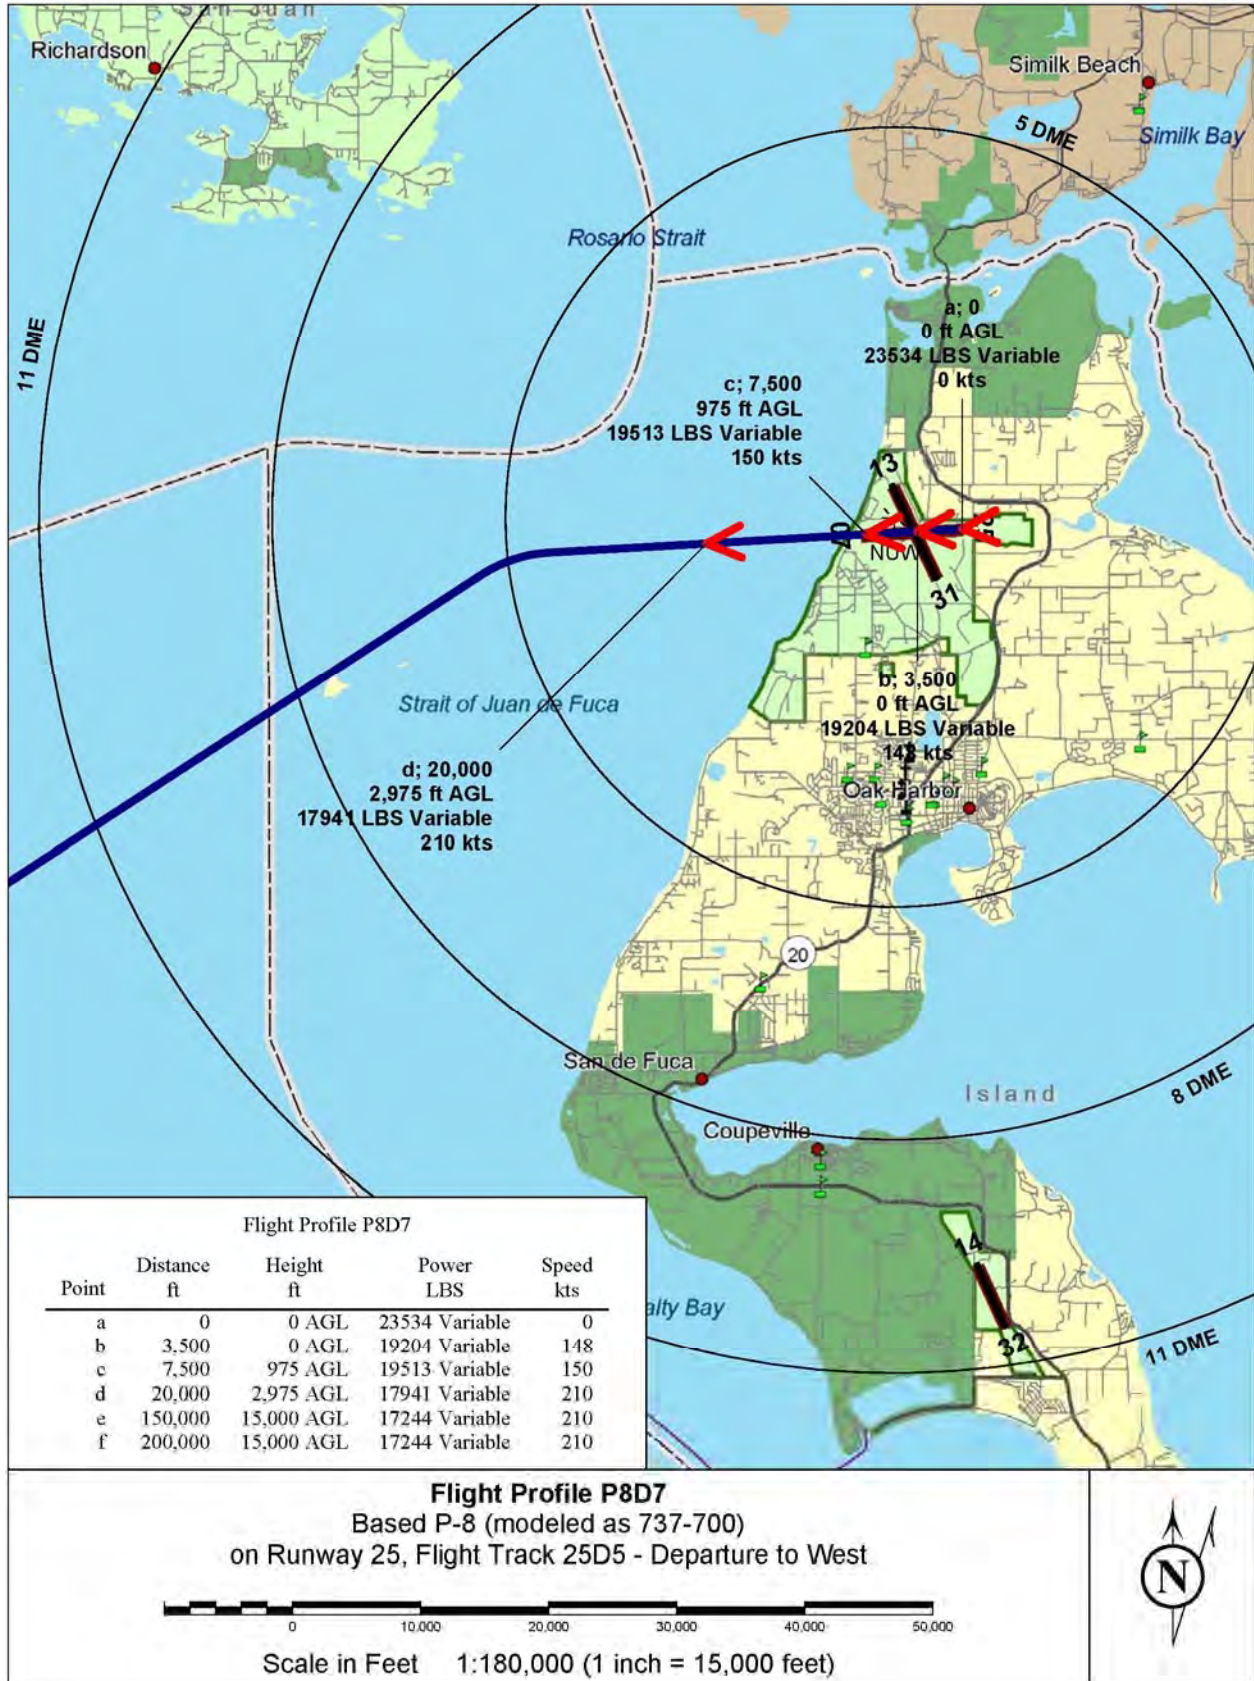 San Juan
Richardson
Similk Beach
5 DME
Similk Bay
Rosario Strait
11 DME
a; 0
0 ft AGL
23534 LBS Variable
0 kts
c; 7,500
975 ft AGL
19513 LBS Variable
150 kts
13
07
NUW
31
Strait of Juan de Fuca
b; 3,500
0 ft AGL
19204 LBS Variable
148 kts
d; 20,000
2,975 ft AGL
17941 LBS Variable
210 kts
Oak Harbor
20
San de Fuca
Island
8 DME
Coupeville
14
32
11 DME
alty Bay
Flight Profile P8D7
Distance Height Power Speed
Point ft ft LBS kts
a 0 0 AGL 23534 Variable 0
b 3,500 0 AGL 19204 Variable 148
c 7,500 975 AGL 19513 Variable 150
d 20,000 2,975 AGL 17941 Variable 210
e 150,000 15,000 AGL 17244 Variable 210
f 200,000 15,000 AGL 17244 Variable 210
Flight Profile P8D7
Based P-8 (modeled as 737-700)
on Runway 25, Flight Track 25D5 - Departure to West
0 10,000 20,000 30,000 40,000 50,000
Scale in Feet 1:180,000 (1 inch = 15,000 feet)
N